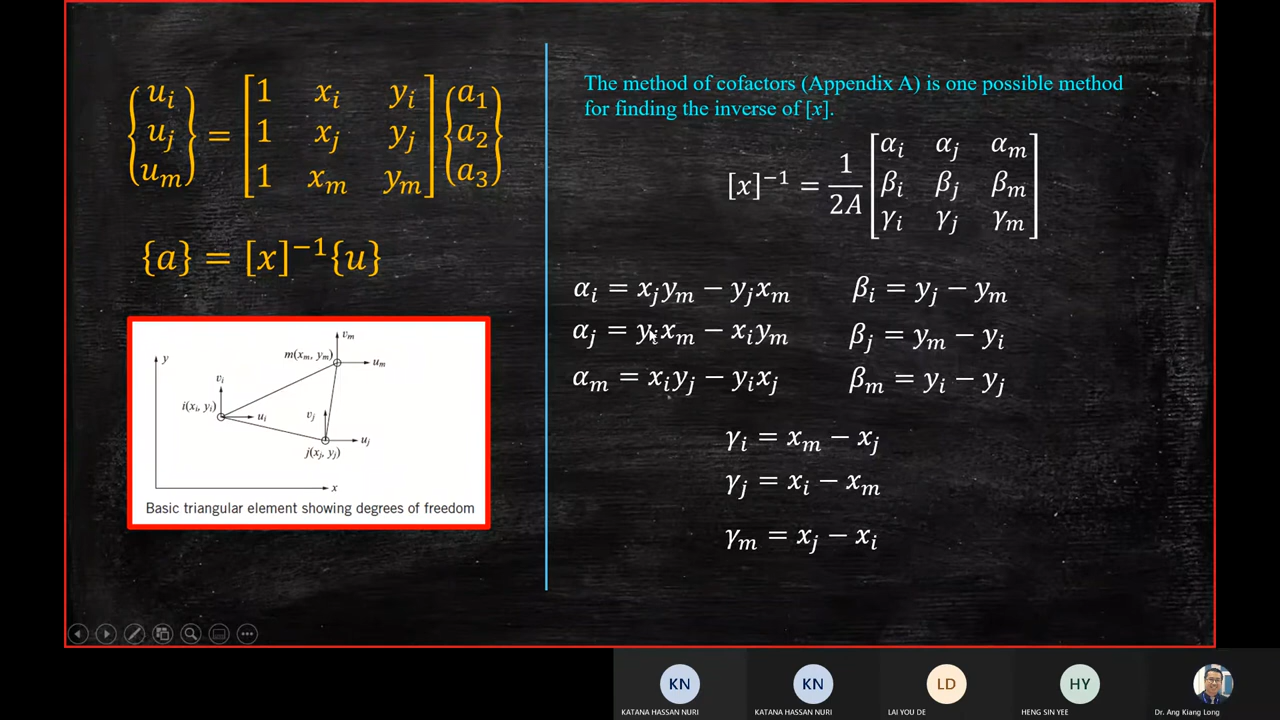 {u_i u_j u_m} = [1 x_i y_i; 1 x_j y_j; 1 x_m y_m] {a_1 a_2 a_3}
{a} = [x]^{-1}{u}
y
v_m
m(x_m, y_m)
u_m
v_i
i(x_i, y_i)
u_i
v_j
u_j
j(x_j, y_j)
x
Basic triangular element showing degrees of freedom
The method of cofactors (Appendix A) is one possible method
for finding the inverse of [x].
[x]^{-1} = 1/2A [α_i α_j α_m; β_i β_j β_m; γ_i γ_j γ_m]
α_i = x_j y_m − y_j x_m
β_i = y_j − y_m
α_j = y_i x_m − x_i y_m
β_j = y_m − y_i
α_m = x_i y_j − y_i x_j
β_m = y_i − y_j
γ_i = x_m − x_j
γ_j = x_i − x_m
γ_m = x_j − x_i
KN
KN
LD
HY
KATANA HASSAN NURI
KATANA HASSAN NURI
LAI YOU DE
HENG SIN YEE
Dr. Ang Kiang Long